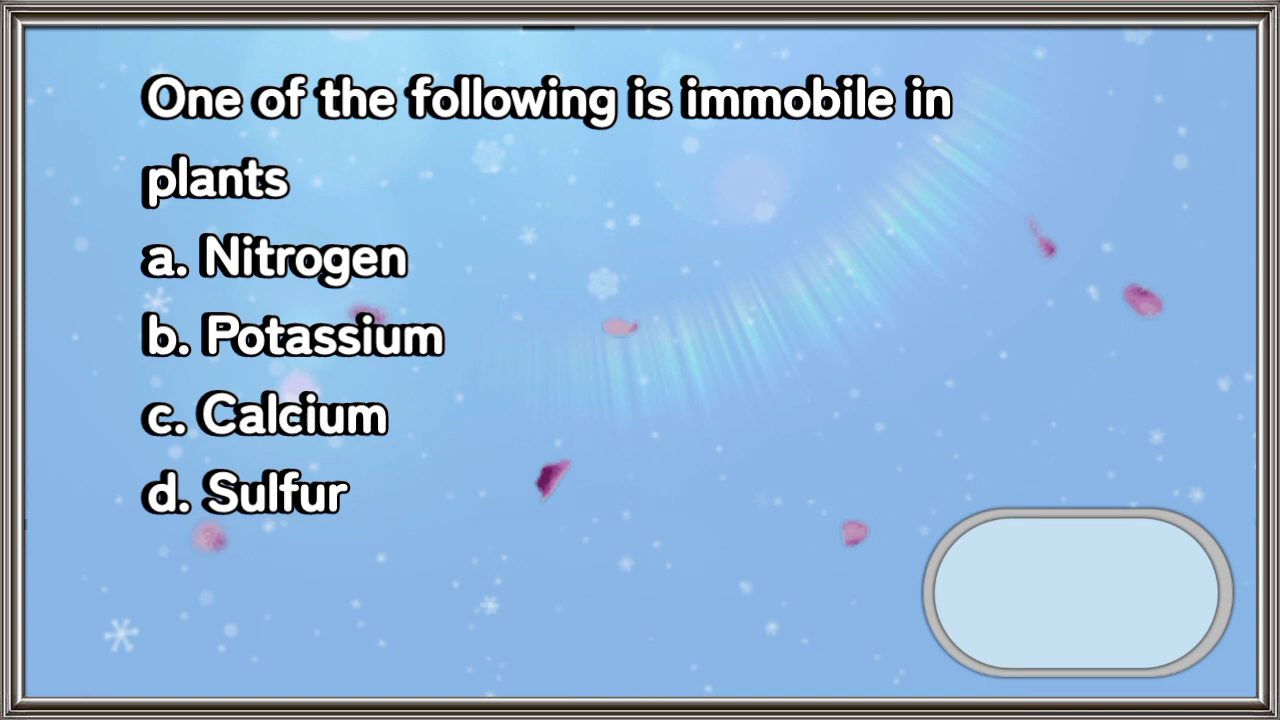 One of the following is immobile in
plants
a. Nitrogen
b. Potassium
c. Calcium
d. Sulfur